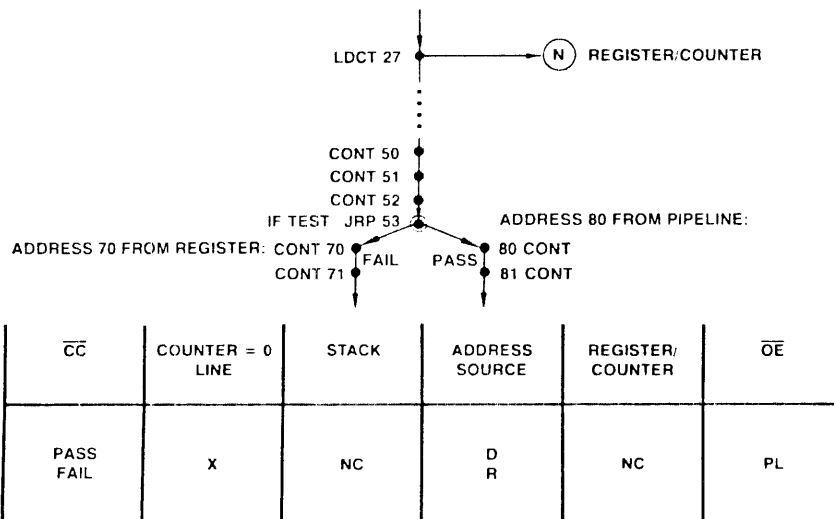 LDCT 27 N REGISTER/COUNTER
CONT 50
CONT 51
CONT 52
IF TEST JRP 53 ADDRESS 80 FROM PIPELINE:
ADDRESS 70 FROM REGISTER: CONT 70 FAIL PASS 80 CONT
CONT 71 81 CONT
CC COUNTER = 0 LINE STACK ADDRESS SOURCE REGISTER/ COUNTER OE
PASS X NC D NC PL
FAIL R